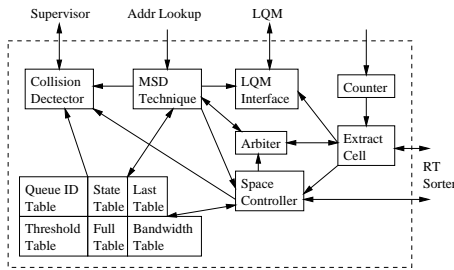 Supervisor
Addr Lookup
LQM
Collision
Dectector
MSD
Technique
LQM
Interface
Counter
Arbiter
Extract
Cell
RT
Sorter
Queue ID
Table
State
Table
Last
Table
Space
Controller
Threshold
Table
Full
Table
Bandwidth
Table